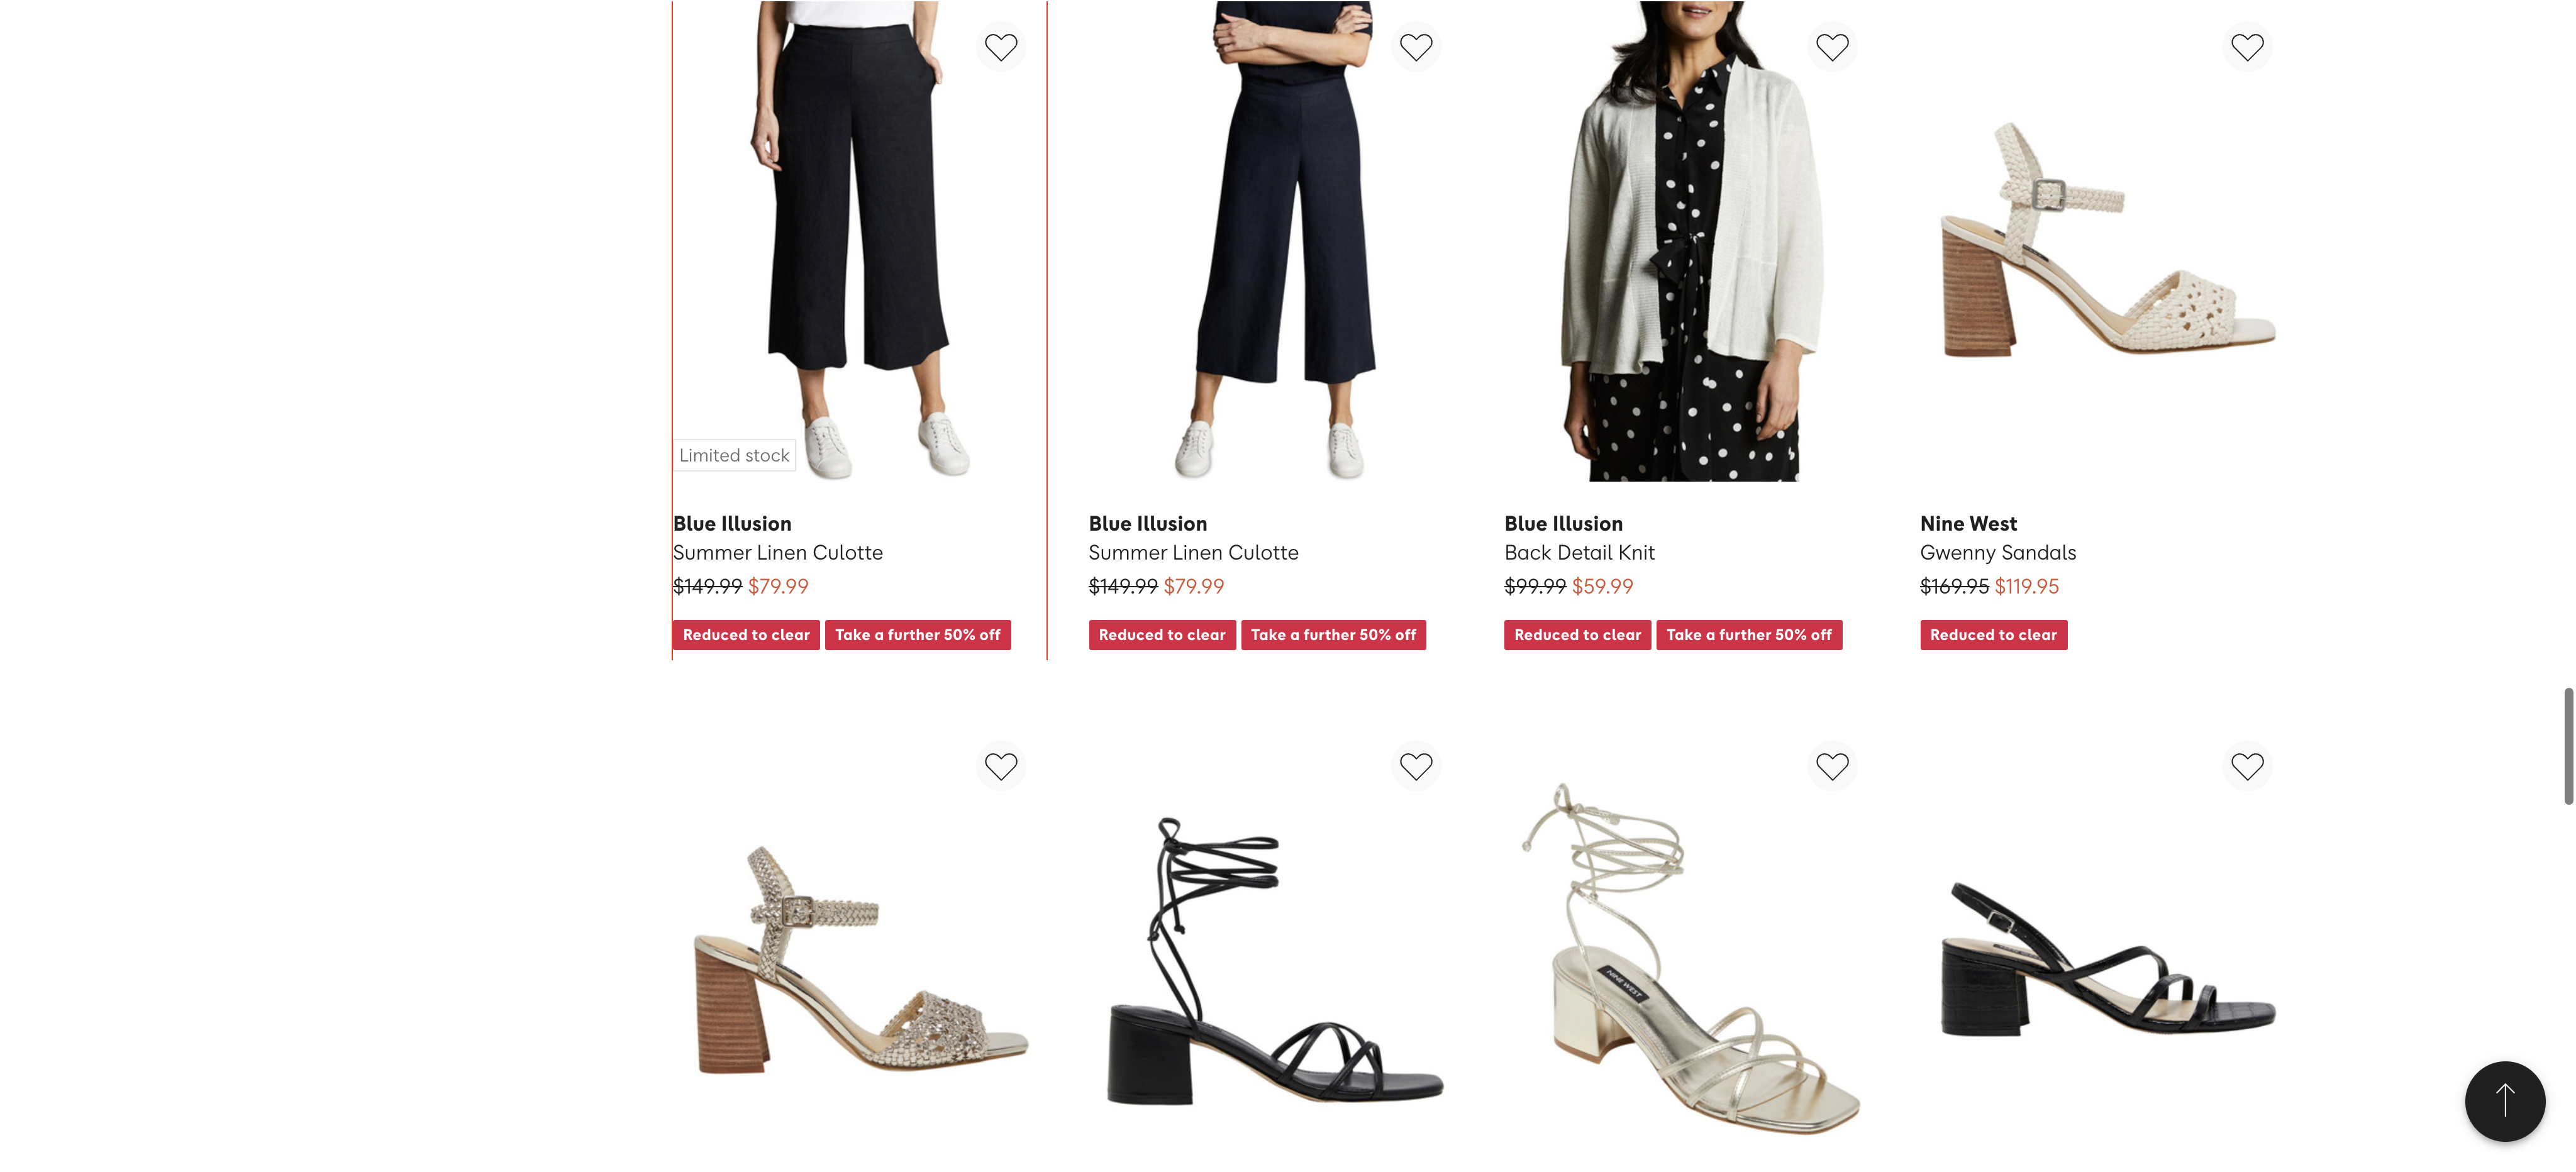 Limited stock
Blue Illusion
Summer Linen Culotte
$149.99 $79.99
Reduced to clear Take a further 50% off
Blue Illusion
Summer Linen Culotte
$149.99 $79.99
Reduced to clear Take a further 50% off
Blue Illusion
Back Detail Knit
$99.99 $59.99
Reduced to clear Take a further 50% off
Nine West
Gwenny Sandals
$169.95 $119.95
Reduced to clear
NINE WEST